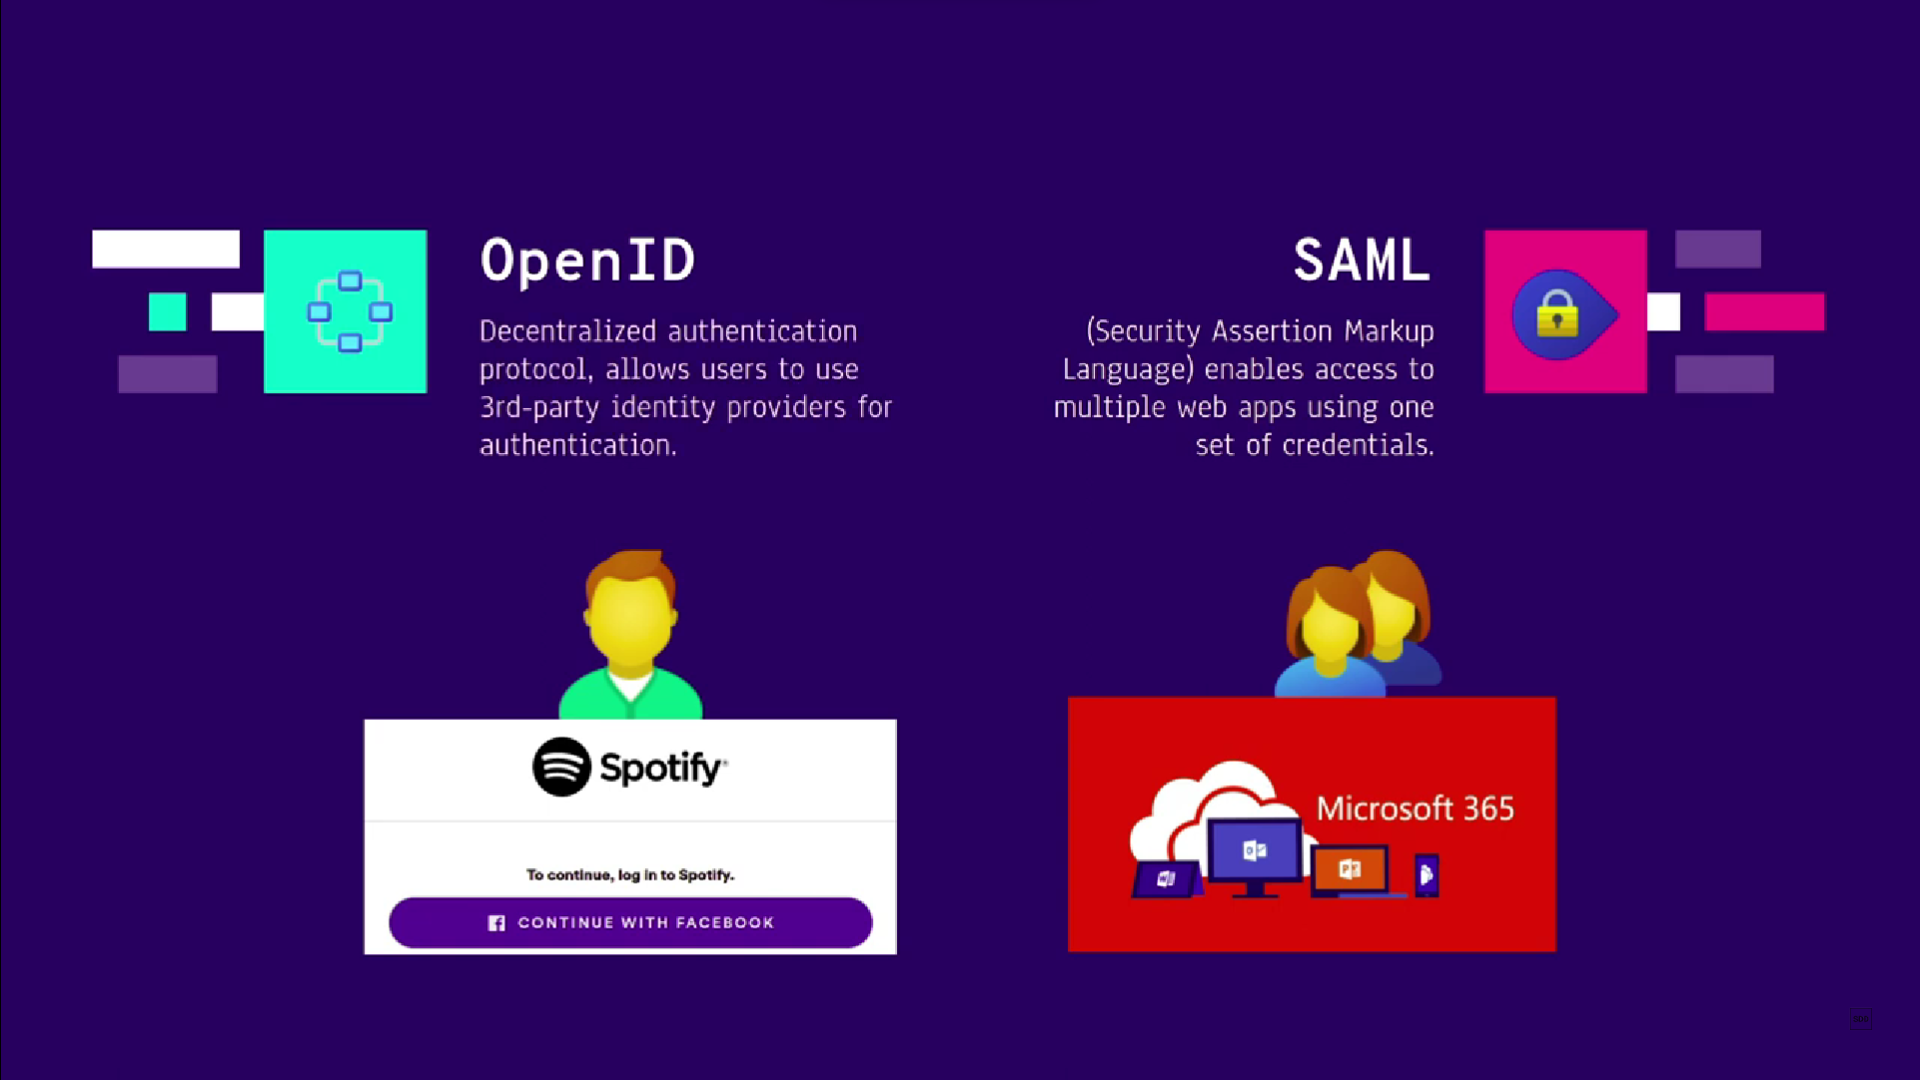 OpenID
Decentralized authentication
protocol, allows users to use
3rd-party identity providers for
authentication.
SAML
(Security Assertion Markup
Language) enables access to
multiple web apps using one
set of credentials.
Spotify
To continue, log in to Spotify.
CONTINUE WITH FACEBOOK
Microsoft 365